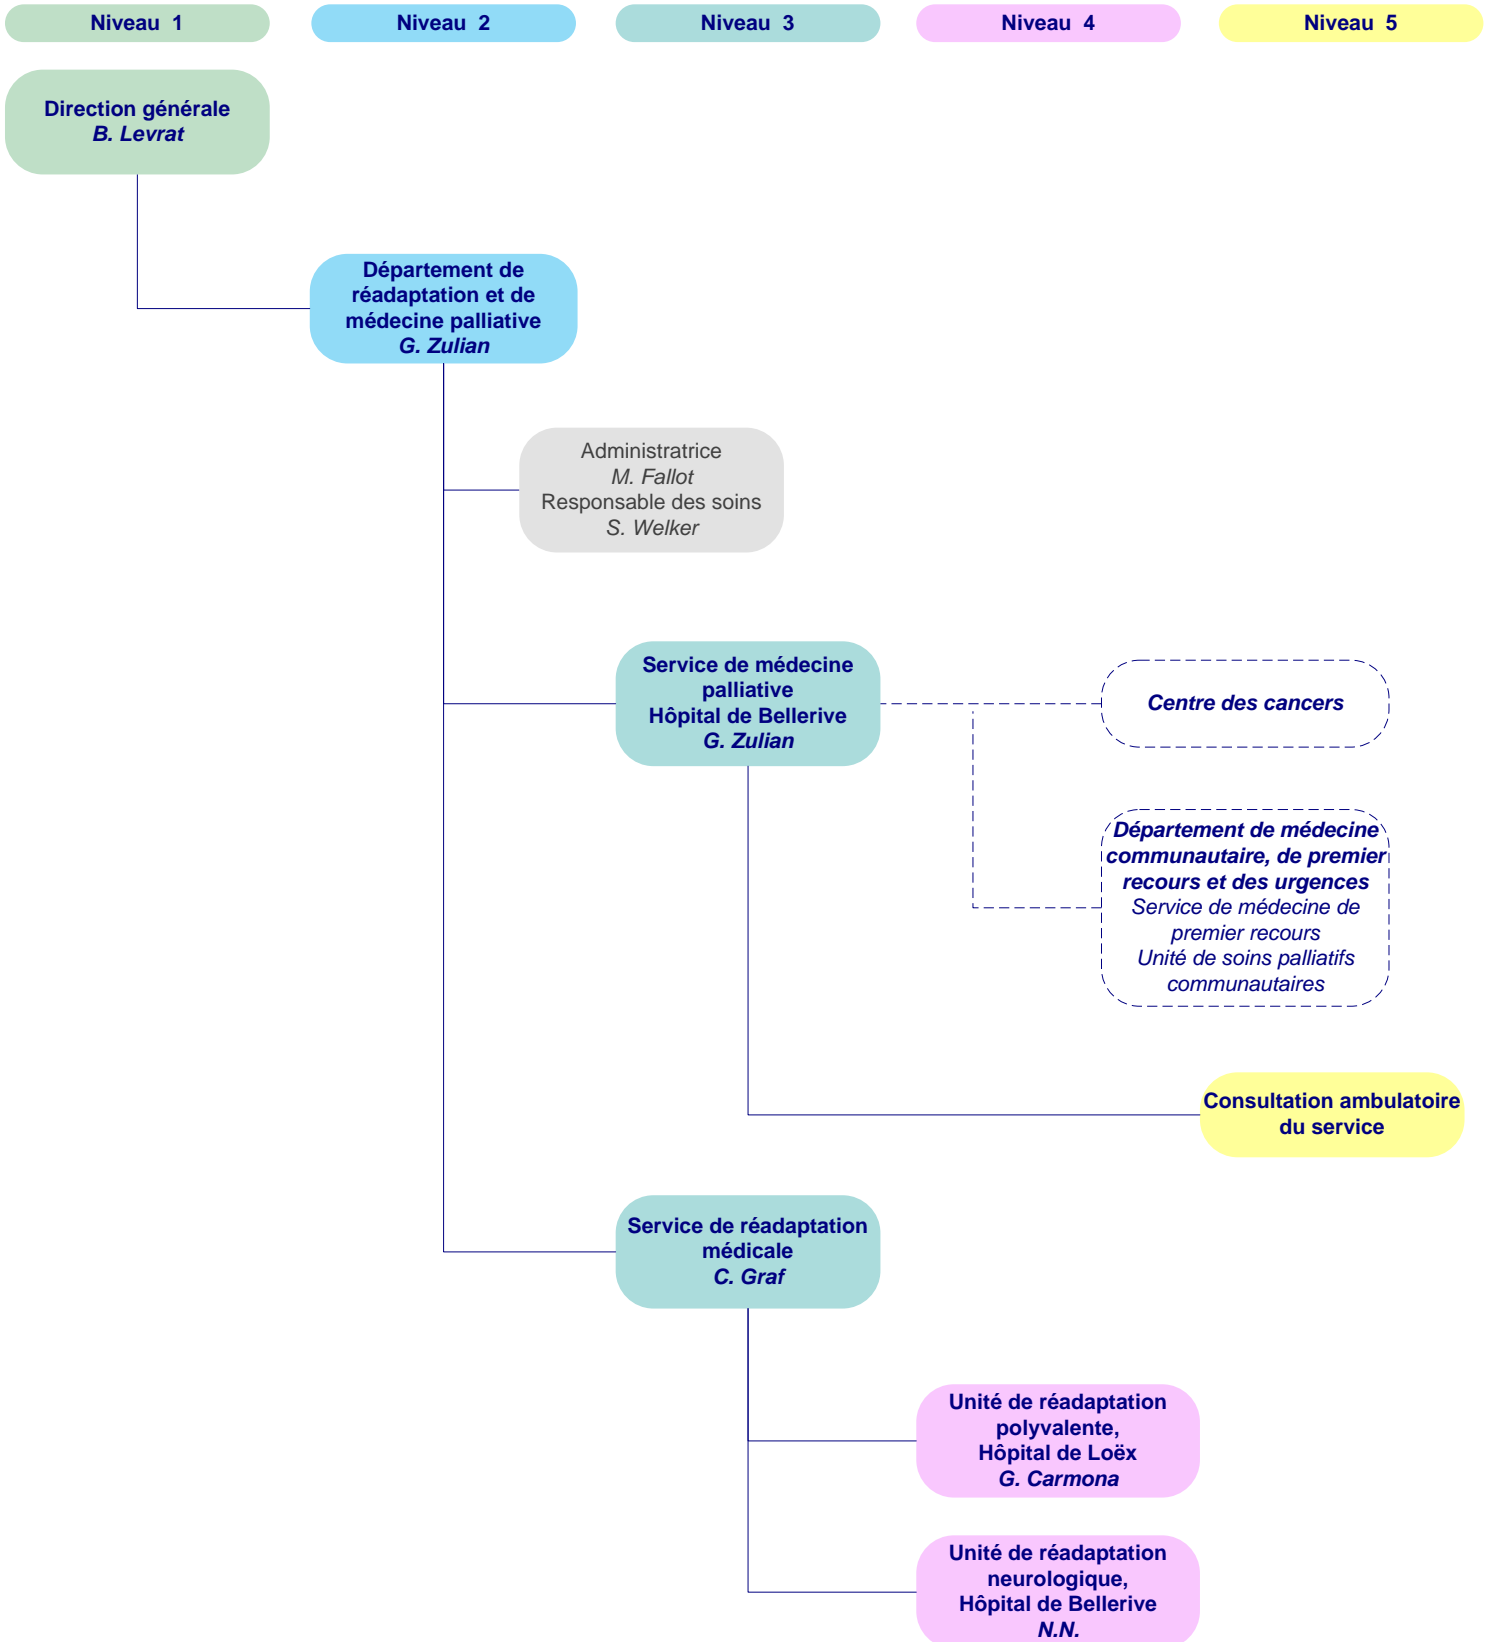 Niveau 1
Niveau 2
Niveau 3
Niveau 4
Niveau 5
Direction générale
B. Levrat
Département de
réadaptation et de
médecine palliative
G. Zulian
Administratrice
M. Fallot
Responsable des soins
S. Welker
Service de médecine
palliative
Hôpital de Bellerive
G. Zulian
Centre des cancers
Département de médecine
communautaire, de premier
recours et des urgences
Service de médecine de
premier recours
Unité de soins palliatifs
communautaires
Consultation ambulatoire
du service
Service de réadaptation
médicale
C. Graf
Unité de réadaptation
polyvalente,
Hôpital de Loëx
G. Carmona
Unité de réadaptation
neurologique,
Hôpital de Bellerive
N.N.